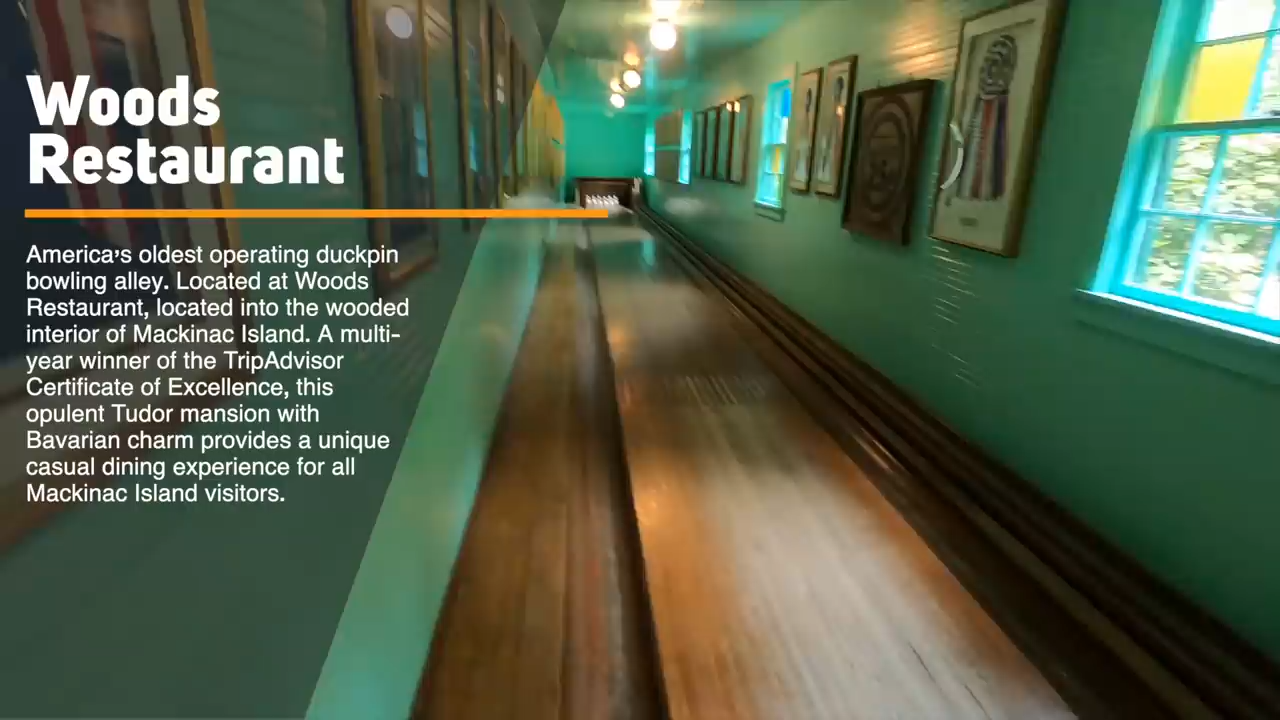 Woods
Restaurant
America's oldest operating duckpin
bowling alley. Located at Woods
Restaurant, located into the wooded
interior of Mackinac Island. A multi-
year winner of the TripAdvisor
Certificate of Excellence, this
opulent Tudor mansion with
Bavarian charm provides a unique
casual dining experience for all
Mackinac Island visitors.